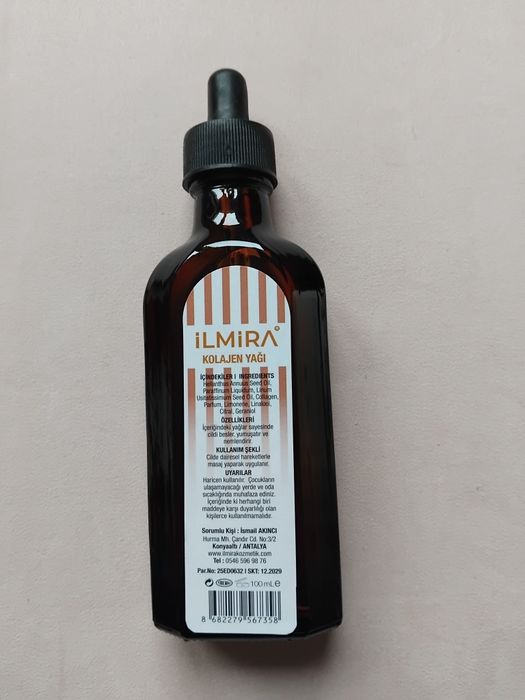 iLMiRA
KOLAJEN YAĞI
İÇİNDEKİLER I INGREDIENTS
Helianthus Annuus Seed Oil,
Paraffinum Liquidum, Linum
Usitatissimum Seed Oil, Collagen,
Parfum, Limonene, Linalool,
Citral, Geraniol
ÖZELLİKLERİ
İçeriğindeki yağlar sayesinde
cildi besler, yumuşatır ve
nemlendirir.
KULLANIM ŞEKLİ
Cilde dairesel hareketlerle
masaj yaparak uygulanır.
UYARILAR
Haricen kullanılır. Çocukların
ulaşamayacağı yerde ve oda
sıcaklığında muhafaza ediniz.
İçeriğinde ki herhangi biri
maddeye karşı duyarlılığı olan
kişilerce kullanılmamalıdır.
Sorumlu Kişi : İsmail AKINCI
Hurma Mh. Çandır Cd. No:3/2
Konyaaltı / ANTALYA
www.ilmirakozmetik.com
Tel : 0546 596 98 76
Par.No: 25ED0632 I SKT: 12.2029
100 mL e
8 682279 567358